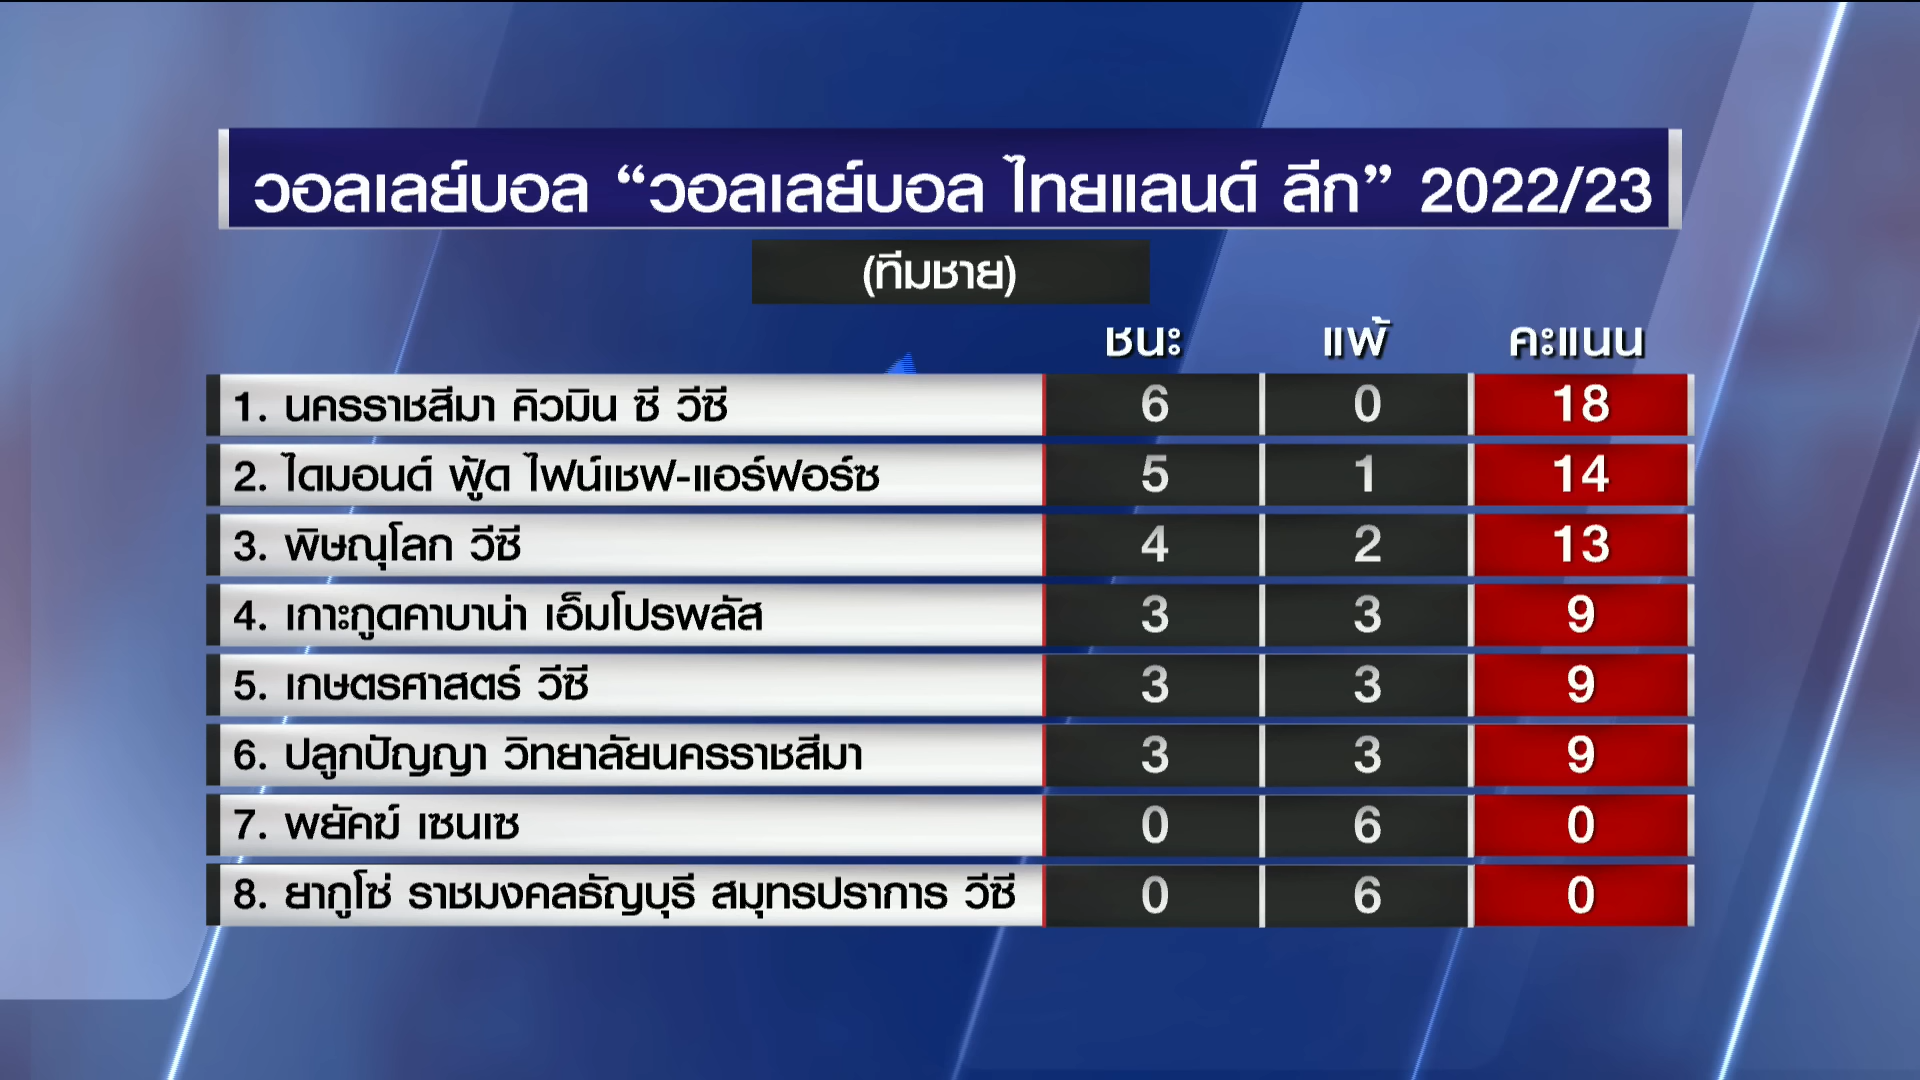 วอลเลย์บอล “วอลเลย์บอล ไทยแลนด์ ลีก” 2022/23
(ทีมชาย)
ชนะ แพ้ คะแนน
1. นครราชสีมา คิวมิน ซี วีซี 6 0 18
2. ไดมอนด์ ฟู้ด ไฟน์เชฟ-แอร์ฟอร์ซ 5 1 14
3. พิษณุโลก วีซี 4 2 13
4. เกาะกูดคาบาน่า เอ็มโปรพลัส 3 3 9
5. เกษตรศาสตร์ วีซี 3 3 9
6. ปลูกปัญญา วิทยาลัยนครราชสีมา 3 3 9
7. พยัคฆ์ เซนเซ 0 6 0
8. ยากูโซ่ ราชมงคลธัญบุรี สมุทรปราการ วีซี 0 6 0